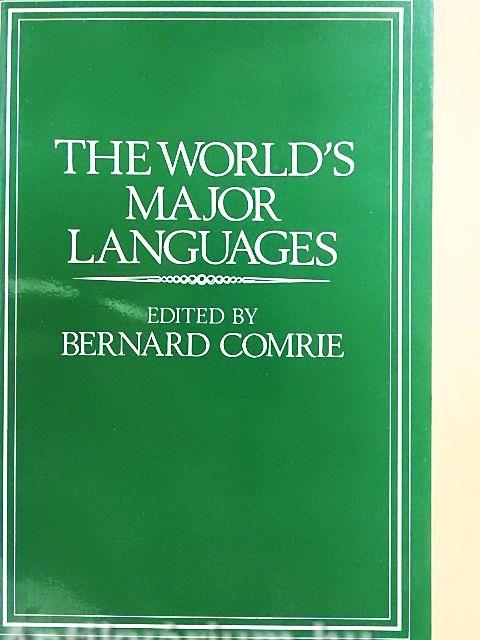 THE WORLD'S
MAJOR
LANGUAGES
EDITED BY
BERNARD COMRIE